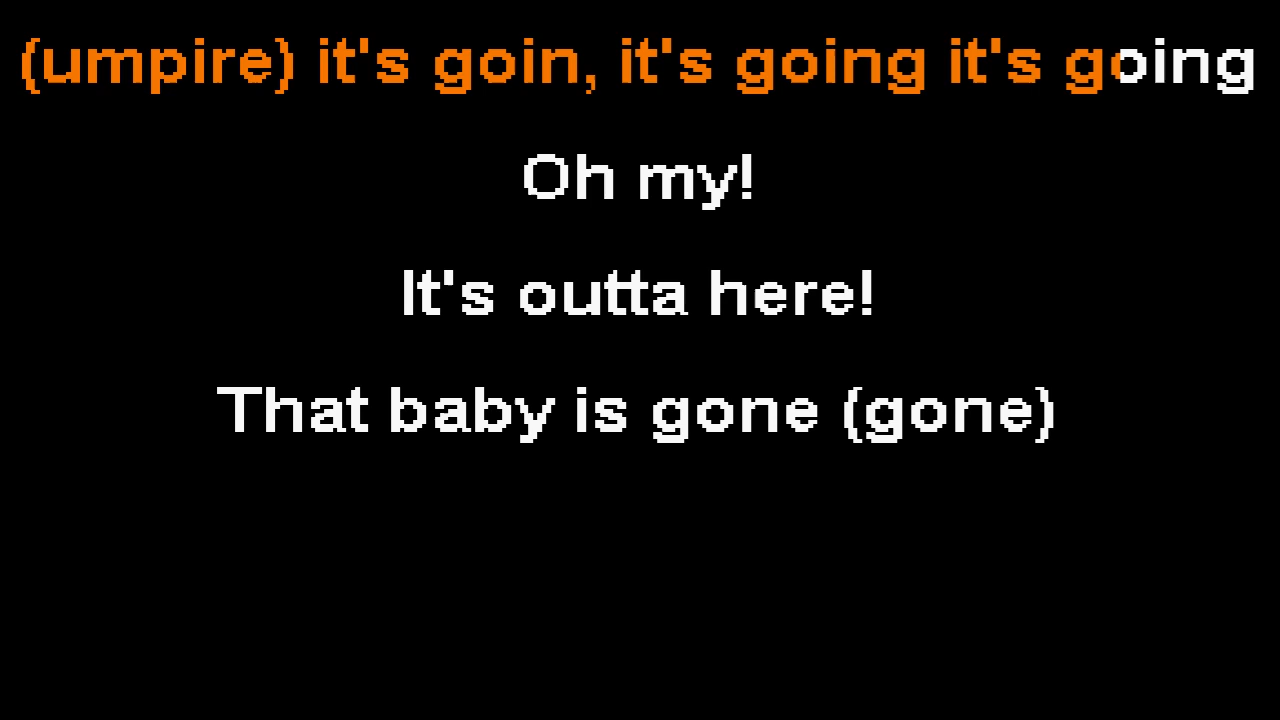 (umpire) it's goin, it's going it's going
Oh my!
It's outta here!
That baby is gone (gone)